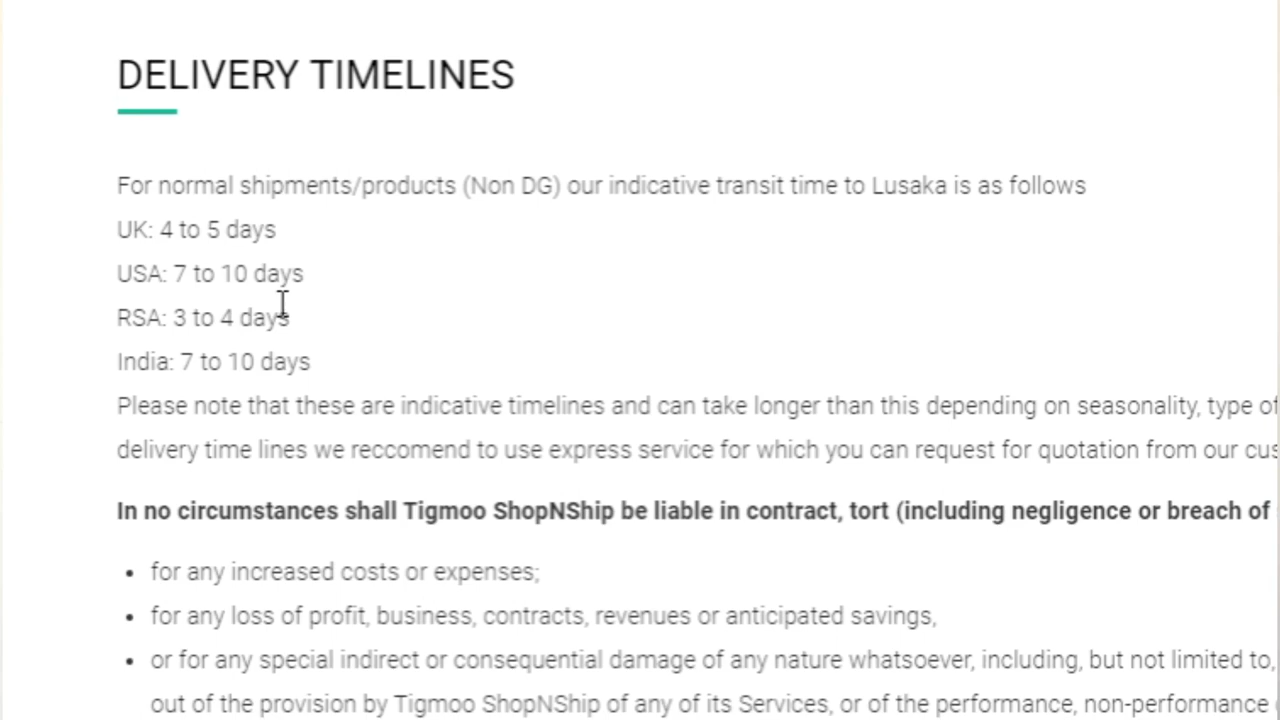 DELIVERY TIMELINES
For normal shipments/products (Non DG) our indicative transit time to Lusaka is as follows
UK: 4 to 5 days
USA: 7 to 10 days
RSA: 3 to 4 days
India: 7 to 10 days
Please note that these are indicative timelines and can take longer than this depending on seasonality, type of
delivery time lines we reccomend to use express service for which you can request for quotation from our cus
In no circumstances shall Tigmoo ShopNShip be liable in contract, tort (including negligence or breach of
• for any increased costs or expenses;
• for any loss of profit, business, contracts, revenues or anticipated savings,
• or for any special indirect or consequential damage of any nature whatsoever, including, but not limited to,
out of the provision by Tigmoo ShopNShip of any of its Services, or of the performance, non-performance